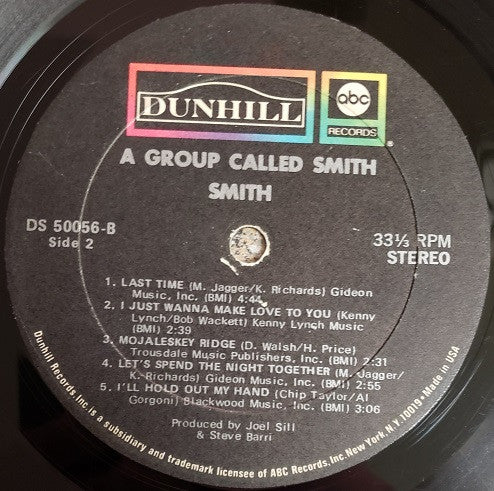 DUNHILL
abc
RECORDS
A GROUP CALLED SMITH
SMITH
DS 50056-B
Side 2
33⅓ RPM
STEREO
1. LAST TIME (M. Jagger/K. Richards) Gideon
Music, Inc. (BMI) 4:44
2. I JUST WANNA MAKE LOVE TO YOU (Kenny
Lynch/Bob Wackett) Kenny Lynch Music
(BMI) 2:39
3. MOJALESKEY RIDGE (D. Walsh/H. Price)
Trousdale Music Publishers, Inc. (BMI) 2:31
4. LET'S SPEND THE NIGHT TOGETHER (M. Jagger/
K. Richards) Gideon Music, Inc. (BMI) 2:55
5. I'LL HOLD OUT MY HAND (Chip Taylor/Al
Gorgoni) Blackwood Music, Inc. (BMI) 3:06
Produced by Joel Sill
& Steve Barri
Dunhill Records Inc. is a subsidiary and trademark licensee of ABC Records, Inc. New York, N.Y. 10019 • Made in USA